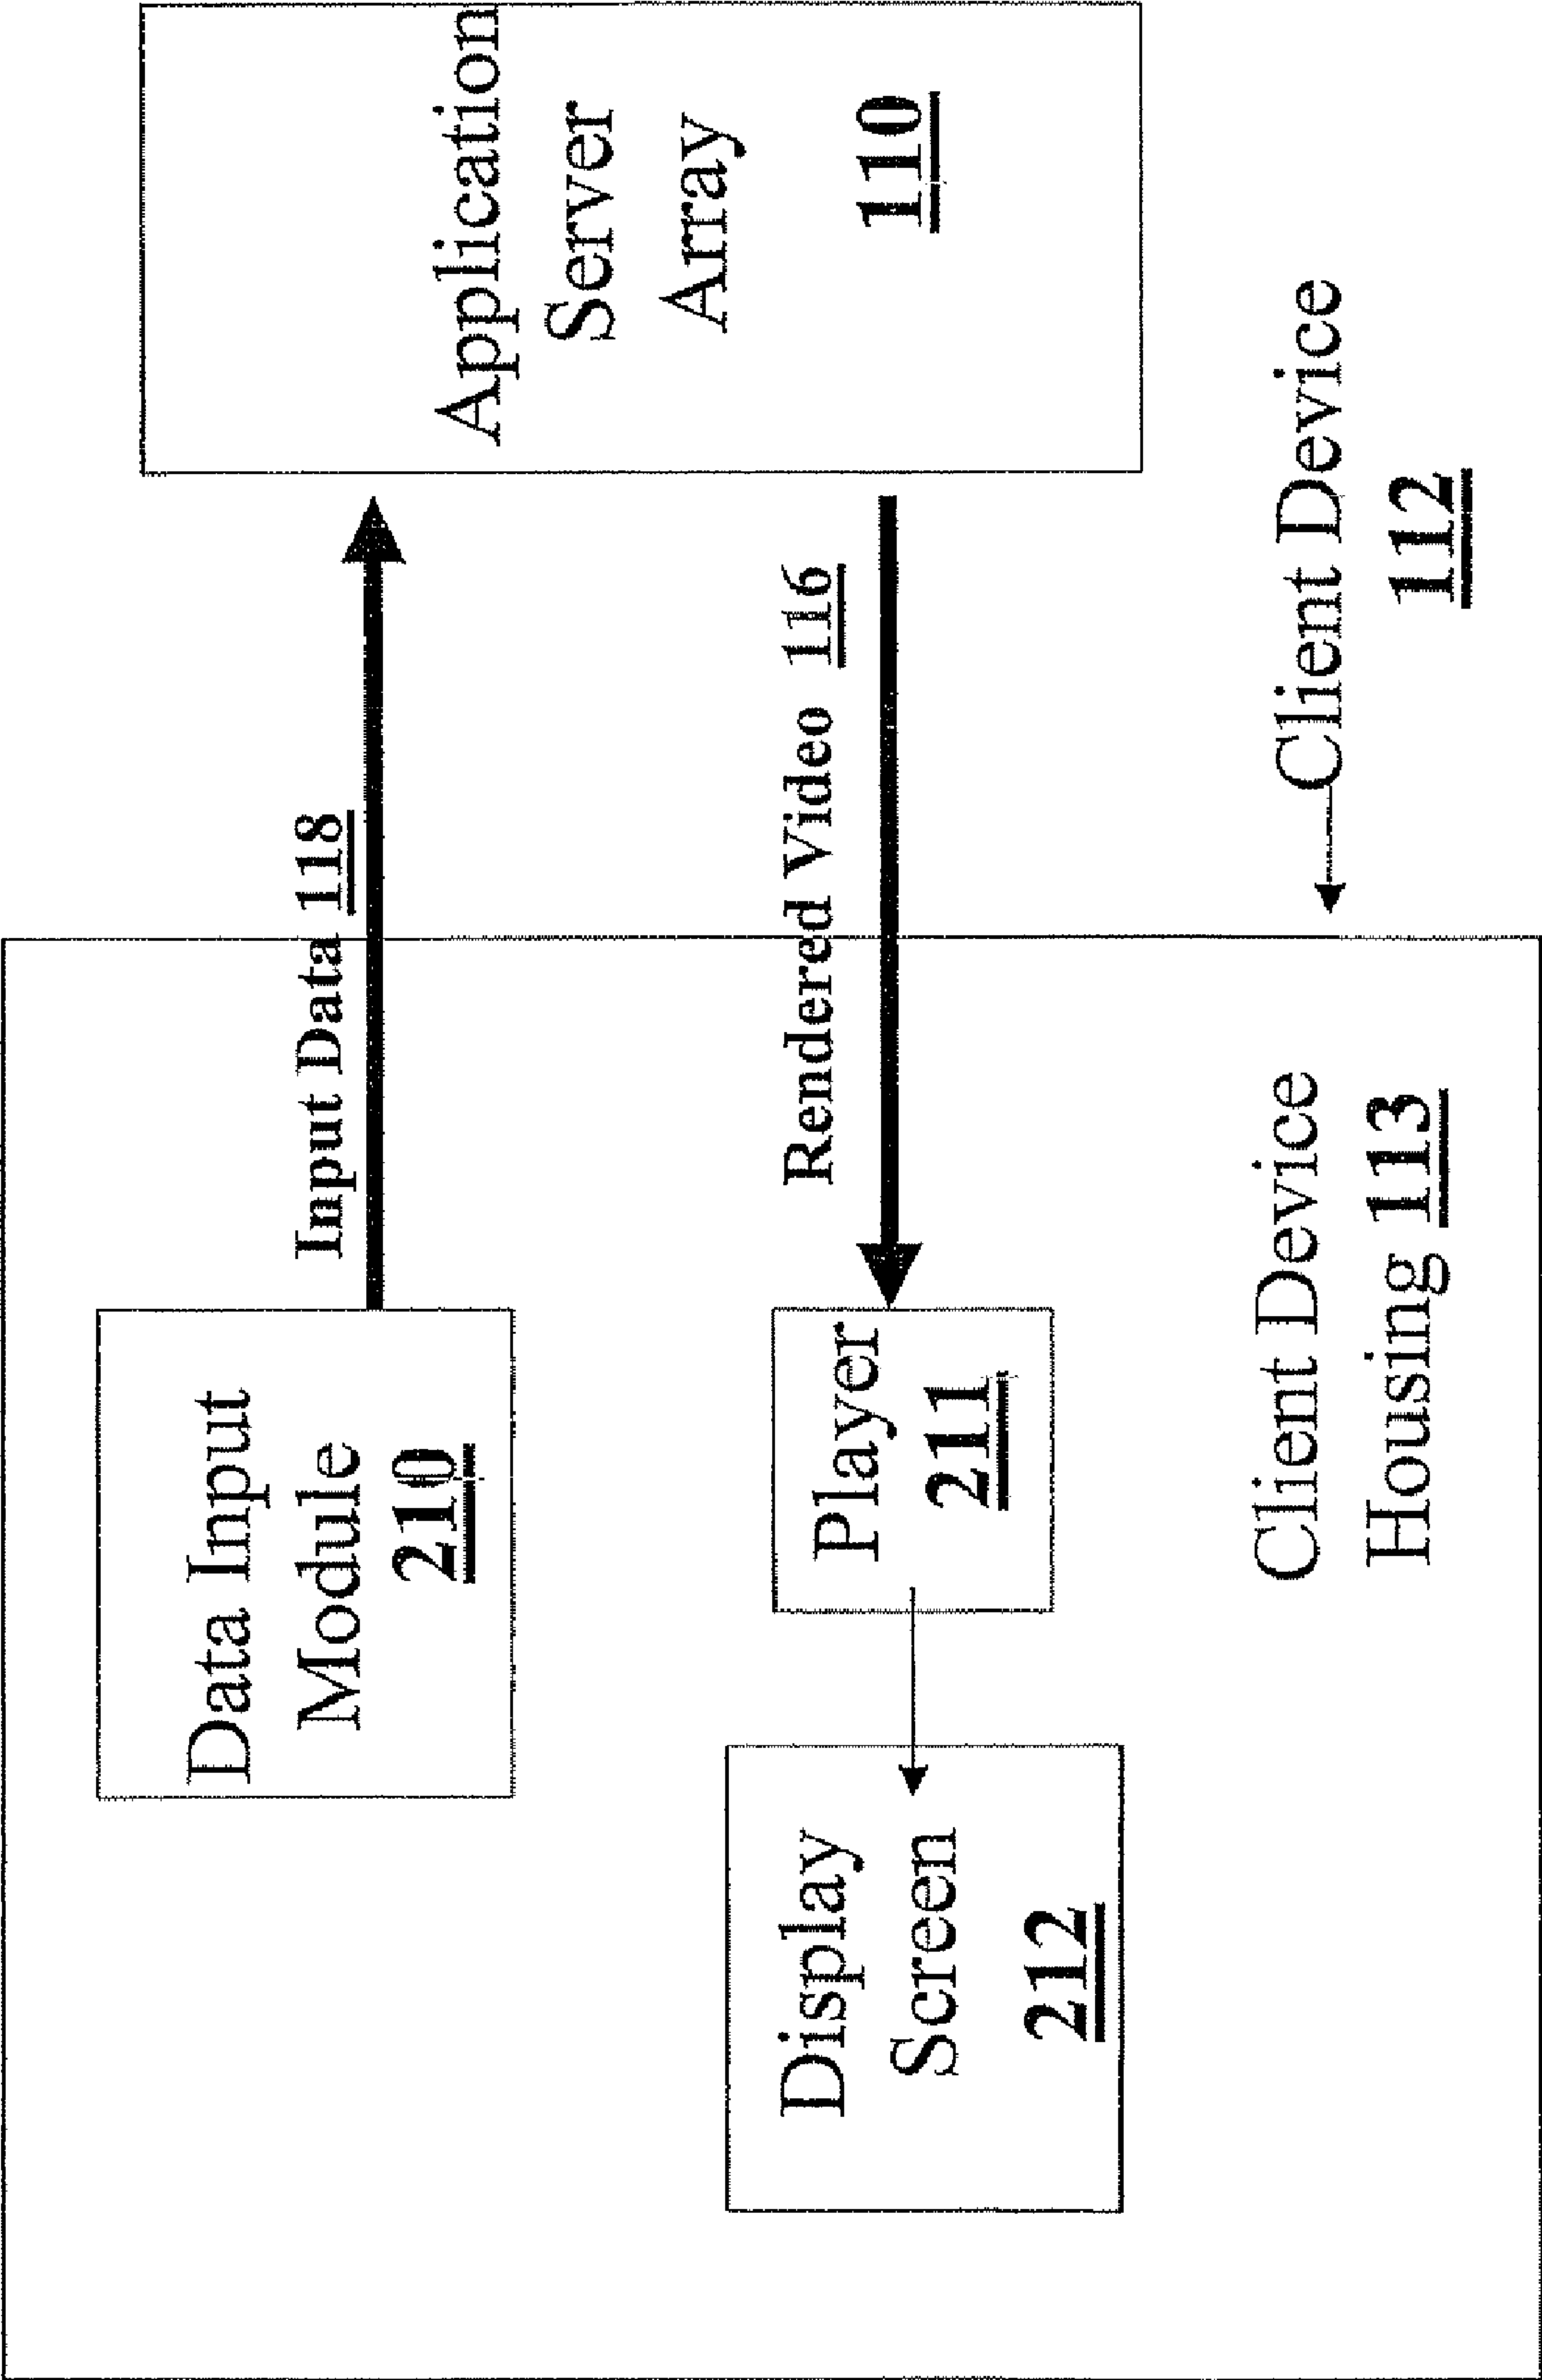 Data Input
Module
210
Input Data 118
Application
Server
Array
110
Display
Screen
212
Player
211
Rendered Video 116
Client Device
Housing 113
Client Device
112